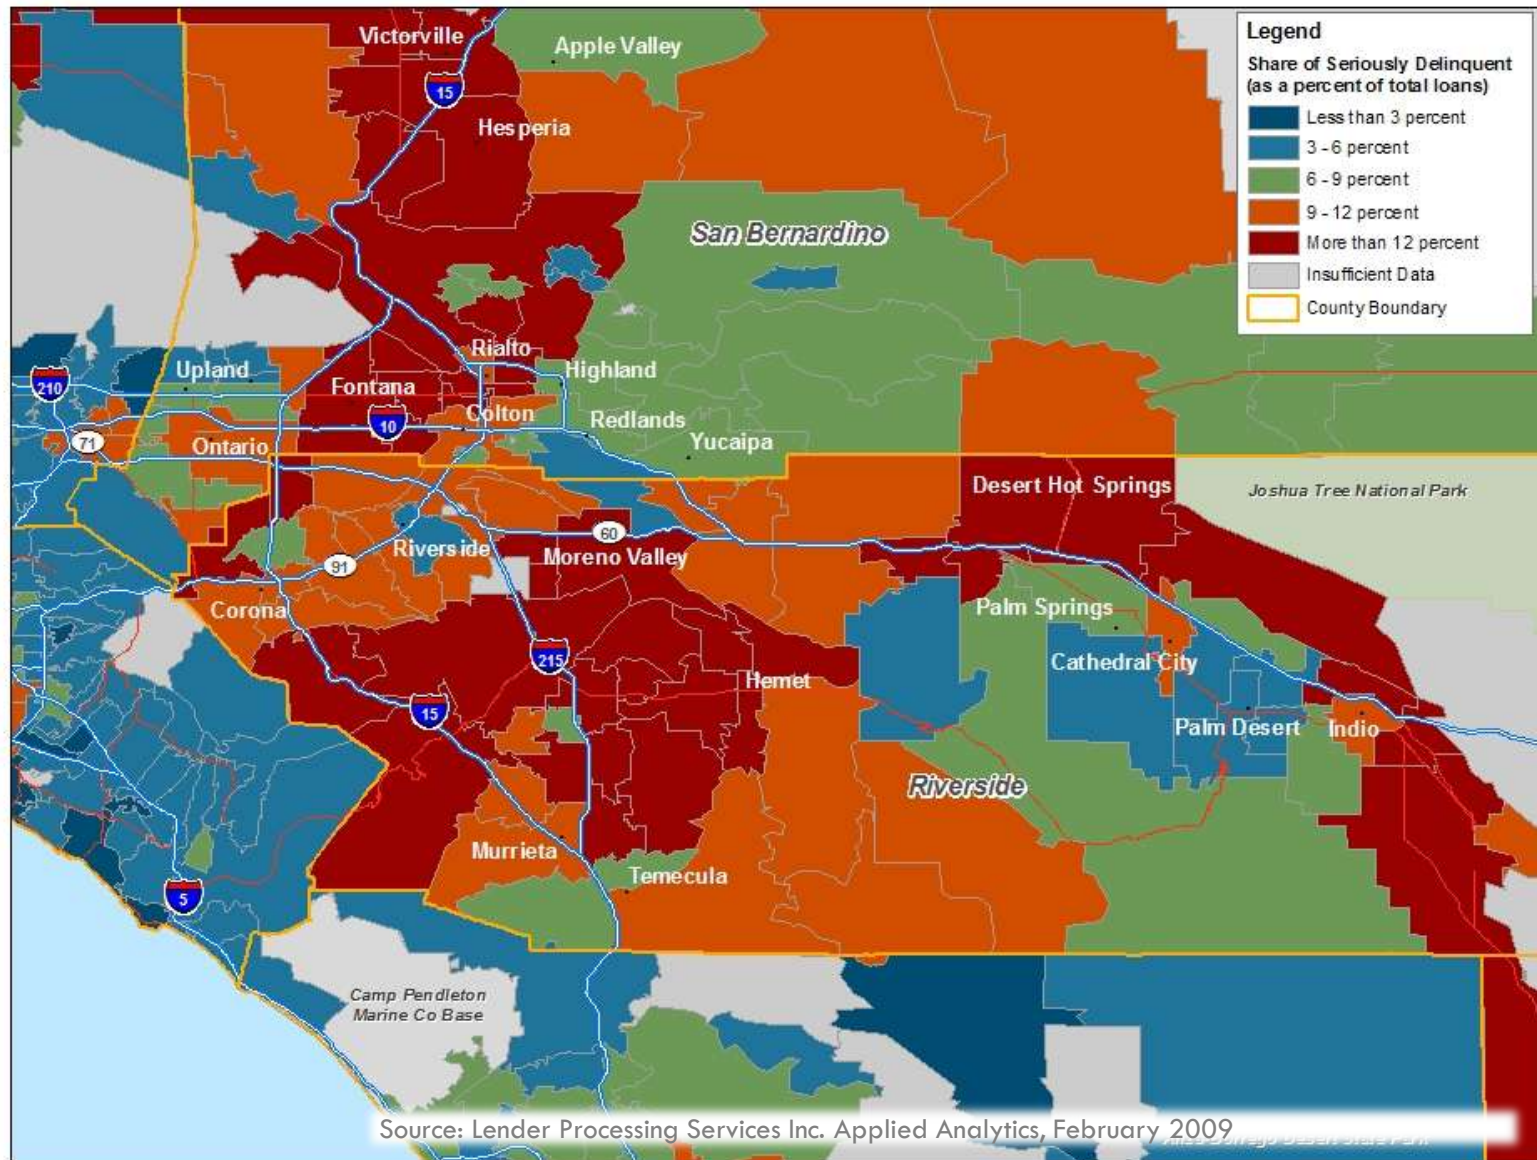 Legend
Share of Seriously Delinquent
(as a percent of total loans)
Less than 3 percent
3 - 6 percent
6 - 9 percent
9 - 12 percent
More than 12 percent
Insufficient Data
County Boundary
Victorville
Apple Valley
15
Hesperia
San Bernardino
Rialto
Upland
Highland
210
Fontana
Colton
10
Redlands
71
Ontario
Yucaipa
Desert Hot Springs
Joshua Tree National Park
60
Riverside
Moreno Valley
91
Corona
Palm Springs
215
Cathedral City
Hemet
15
Palm Desert
Indio
Riverside
Murrieta
Temecula
5
Camp Pendleton
Marine Co Base
Source: Lender Processing Services Inc. Applied Analytics, February 2009